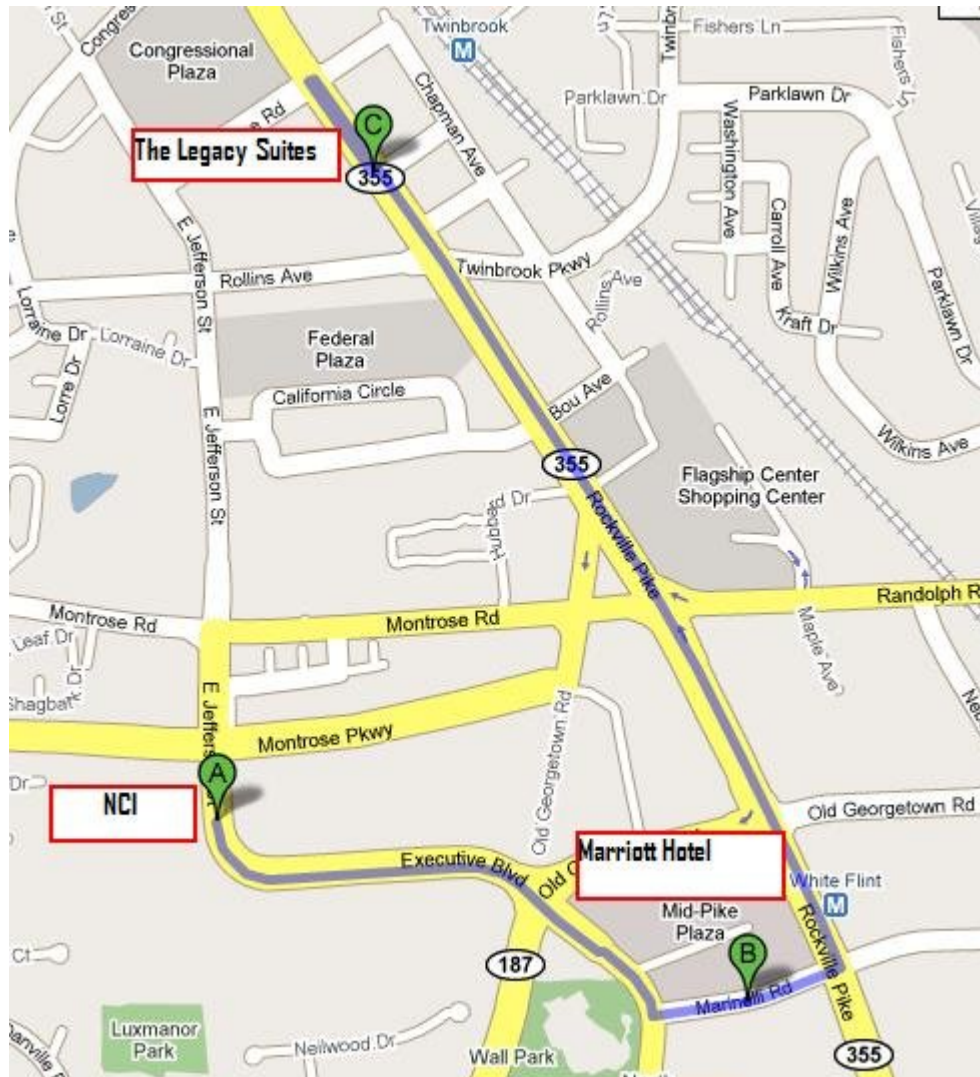 Twinbrook
M
Fishers Ln
Fishers
Congressional
Plaza
Parklawn Dr
Parklawn Dr
Chapman Ave
Washington Ave
C
The Legacy Suites
355
Carroll Ave
Wilkins Ave
E Jefferson St
Rollins Ave
Twinbrook Pkwy
Rollins Ave
Parklawn Dr
Kraft Dr
Lorraine Dr
Lorraine Dr
Lorre Dr
Federal
Plaza
California Circle
Bou Ave
E Jefferson St
Wilkins Ave
355
Flagship Center
Shopping Center
Hubbard Dr
Rockville Pike
Montrose Rd
Montrose Rd
Randolph R
Maple Ave
Leaf Dr
Shagbark Dr
E Jefferson St
Montrose Pkwy
Old Georgetown Rd
A
Dr
NCI
Old Georgetown Rd
Marriott Hotel
Executive Blvd
Old
White Flint
M
Mid-Pike
Plaza
Rockville Pike
B
Ct
187
Marinelli Rd
Luxmanor
Park
Neilwood Dr
Wall Park
355